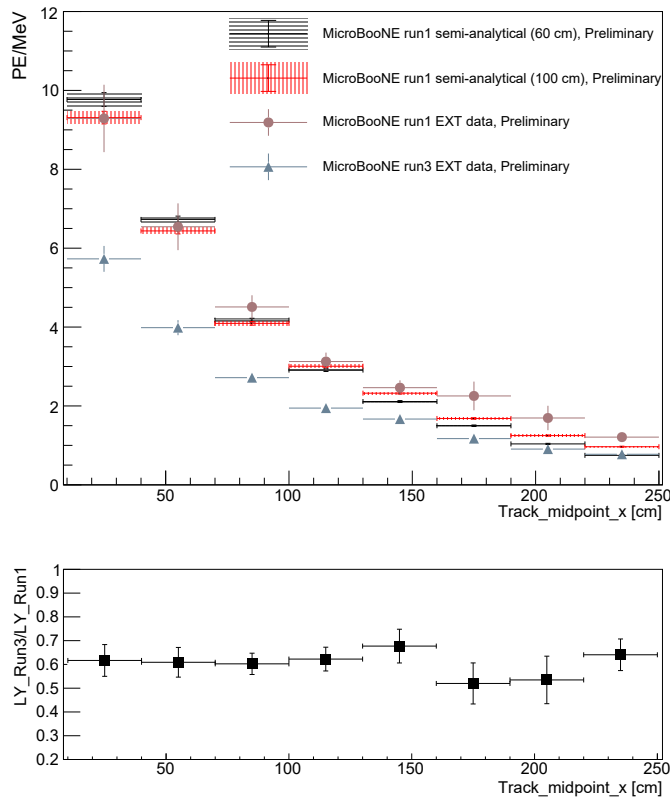 PE/MeV
12
10
8
6
4
2
0
MicroBooNE run1 semi-analytical (60 cm), Preliminary
MicroBooNE run1 semi-analytical (100 cm), Preliminary
MicroBooNE run1 EXT data, Preliminary
MicroBooNE run3 EXT data, Preliminary
50 100 150 200 250
Track_midpoint_x [cm]
LY_Run3/LY_Run1
1
0.9
0.8
0.7
0.6
0.5
0.4
0.3
0.2
50 100 150 200 250
Track_midpoint_x [cm]